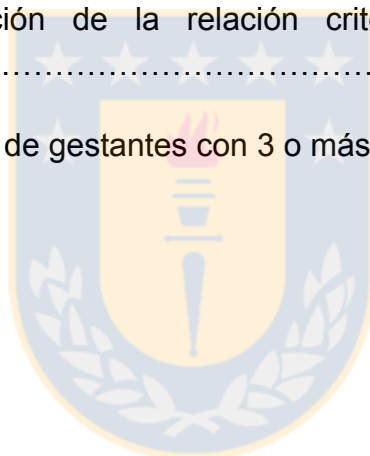 ción de la relación crit
……………………………………
de gestantes con 3 o más